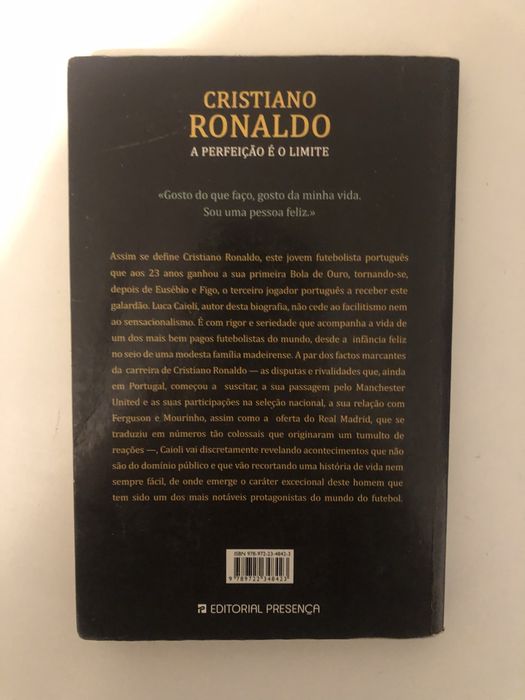 CRISTIANO
RONALDO
A PERFEIÇÃO É O LIMITE
«Gosto do que faço, gosto da minha vida.
Sou uma pessoa feliz.»
Assim se define Cristiano Ronaldo, este jovem futebolista português
que aos 23 anos ganhou a sua primeira Bola de Ouro, tornando-se,
depois de Eusébio e Figo, o terceiro jogador português a receber este
galardão. Luca Caioli, autor desta biografia, não cede ao facilitismo nem
ao sensacionalismo. É com rigor e seriedade que acompanha a vida de
um dos mais bem pagos futebolistas do mundo, desde a infância feliz
no seio de uma modesta família madeirense. A par dos factos marcantes
da carreira de Cristiano Ronaldo — as disputas e rivalidades que, ainda
em Portugal, começou a suscitar, a sua passagem pelo Manchester
United e as suas participações na seleção nacional, a sua relação com
Ferguson e Mourinho, assim como a oferta do Real Madrid, que se
traduziu em números tão colossais que originaram um tumulto de
reações —, Caioli vai discretamente revelando acontecimentos que não
são do domínio público e que vão recortando uma história de vida nem
sempre fácil, de onde emerge o caráter excecional deste homem que
tem sido um dos mais notáveis protagonistas do mundo do futebol.
ISBN 978-972-23-4842-3
9 789722 348423
EDITORIAL PRESENÇA